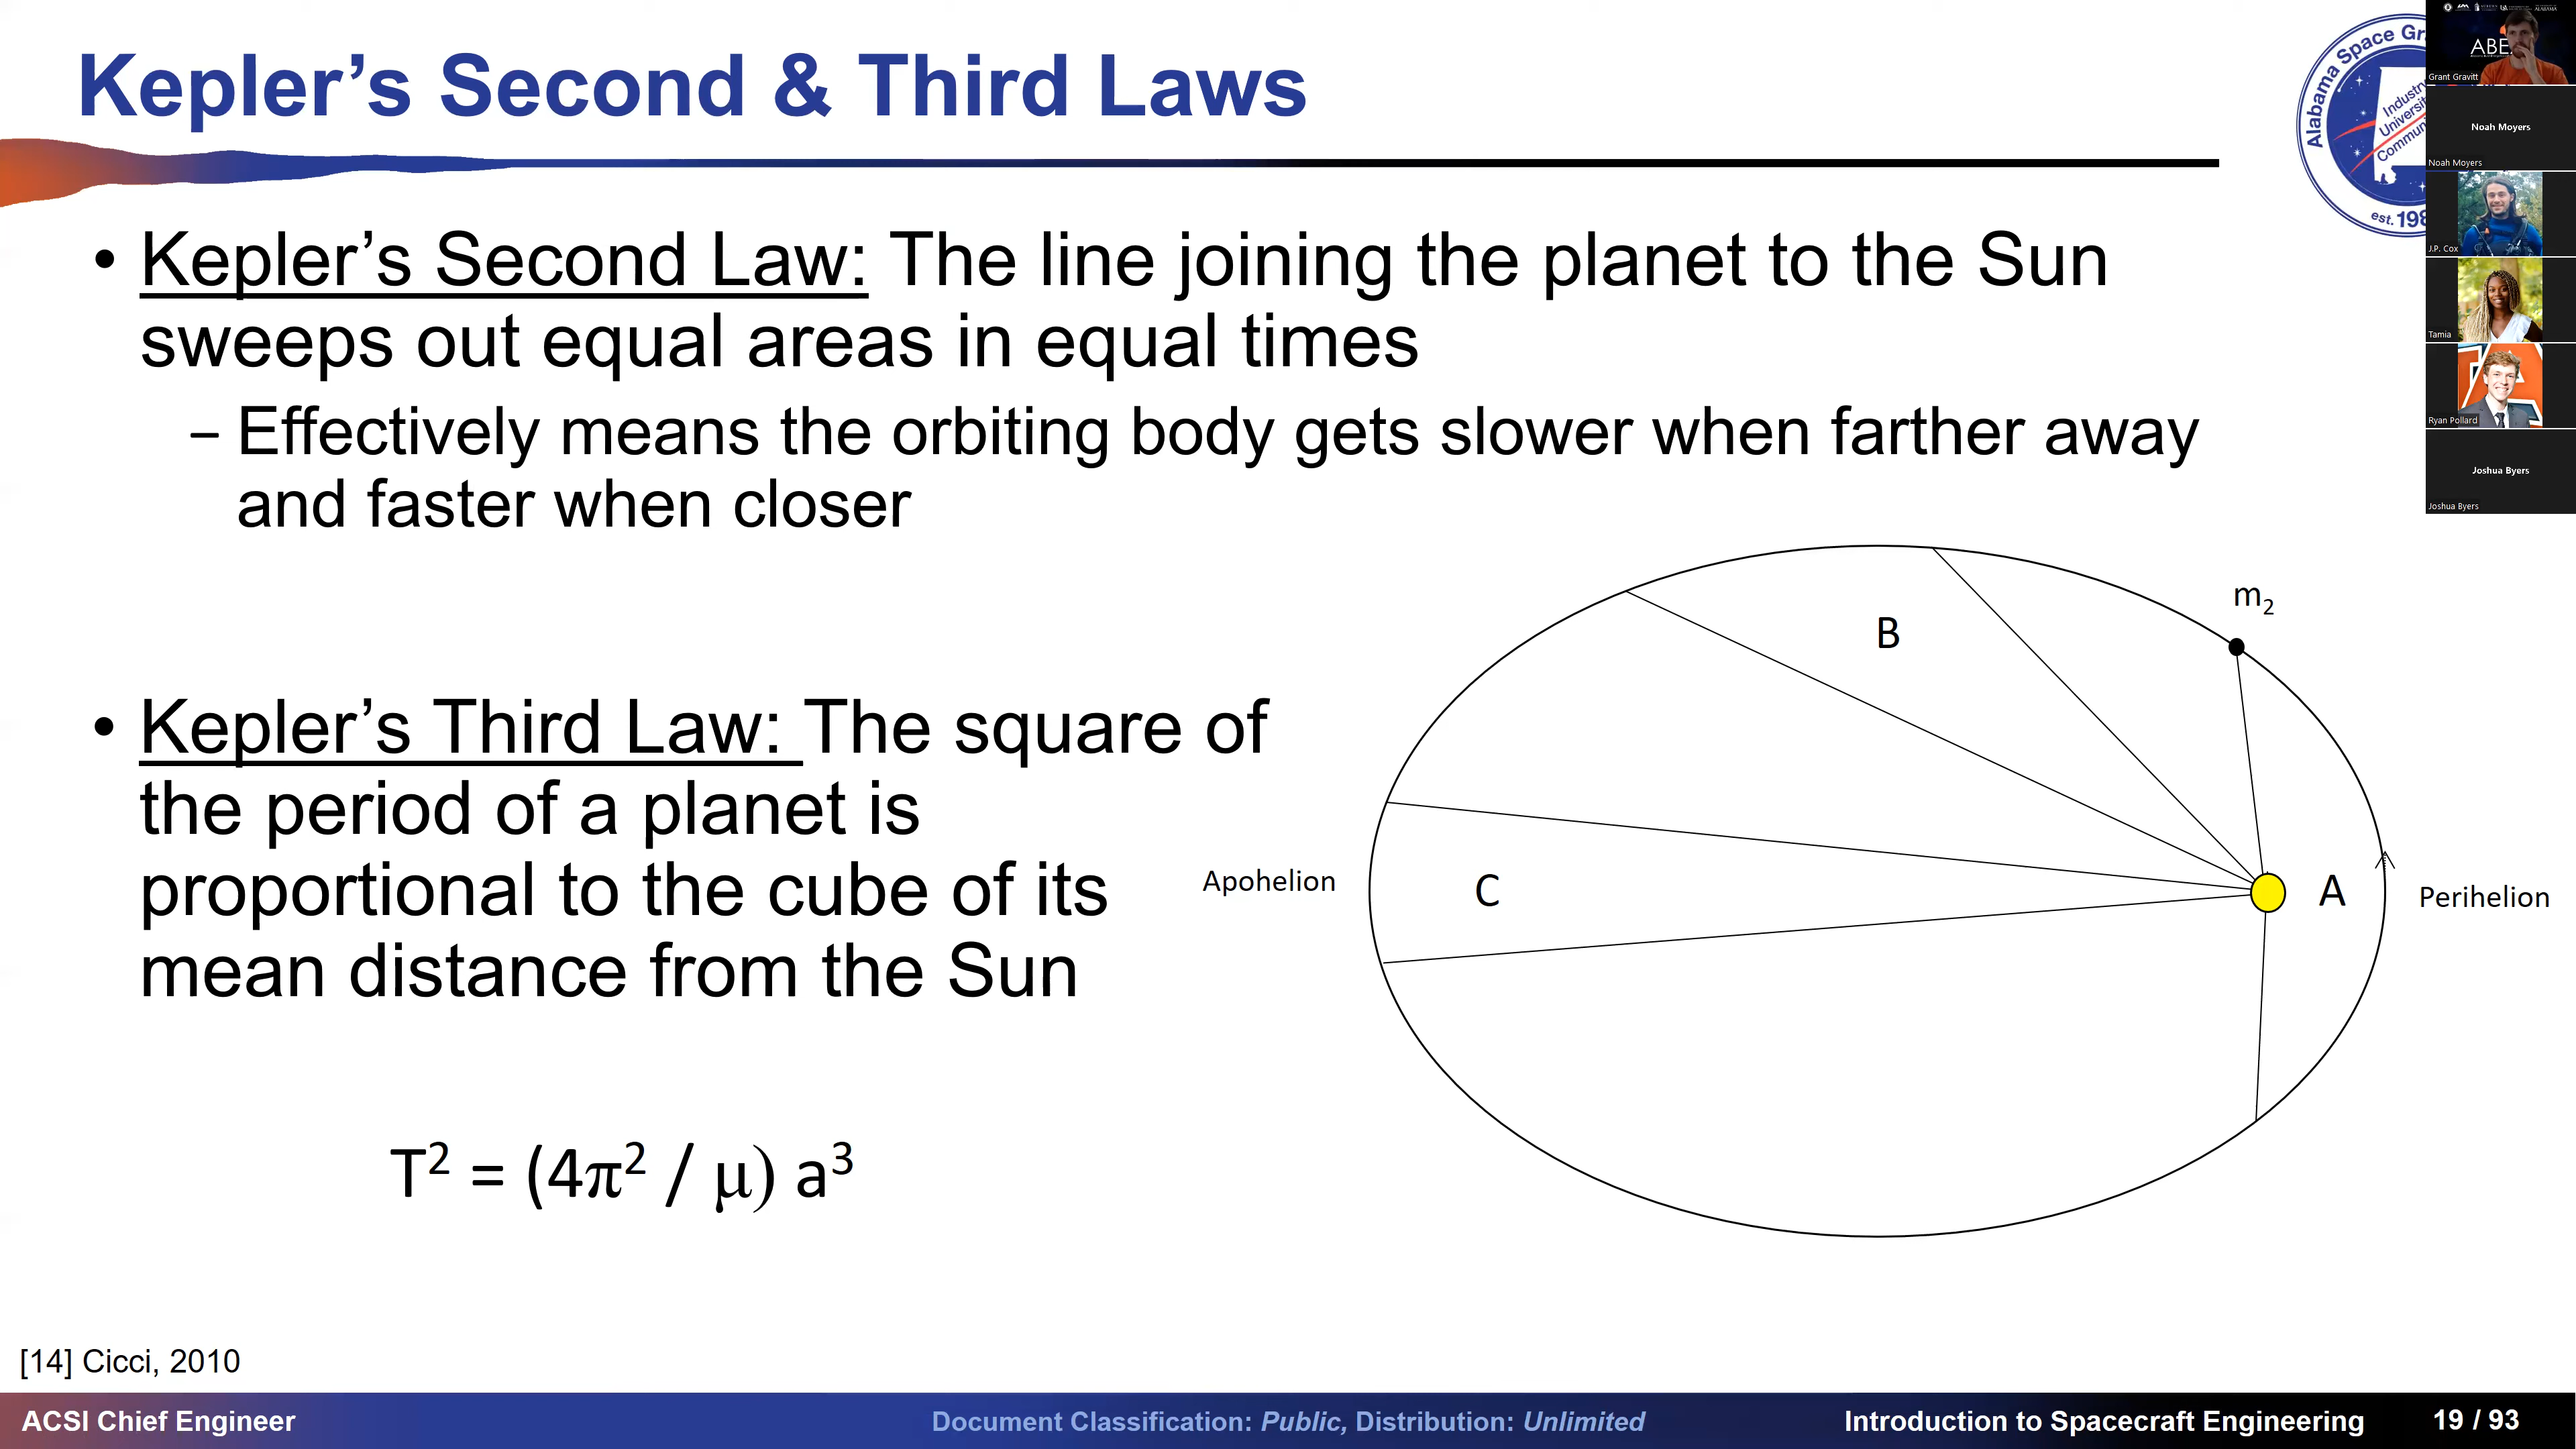 Kepler’s Second & Third Laws
• Kepler’s Second Law: The line joining the planet to the Sun
sweeps out equal areas in equal times
– Effectively means the orbiting body gets slower when farther away
and faster when closer
• Kepler’s Third Law: The square of
the period of a planet is
proportional to the cube of its
mean distance from the Sun
T² = (4π² / μ) a³
m₂
B
C
A
Apohelion
Perihelion
Alabama Space Gr
Industry
Universit
Commun
est. 198
ABE
Grant Gravitt
Noah Moyers
Noah Moyers
J.P. Cox
Tamia
Ryan Pollard
Joshua Byers
Joshua Byers
[14] Cicci, 2010
ACSI Chief Engineer
Document Classification: Public, Distribution: Unlimited
Introduction to Spacecraft Engineering
19 / 93